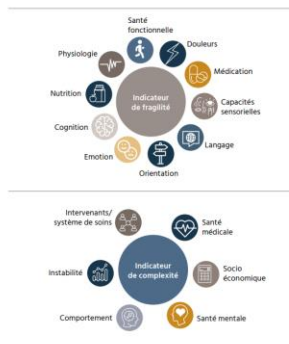 Santé
fonctionnelle
Douleurs
Physiologie
Médication
Nutrition
Indicateur
de fragilité
Capacités
sensorielles
Cognition
Langage
Emotion
Orientation
Intervenants/
système de soins
Santé
médicale
Instabilité
Indicateur
de complexité
Socio
économique
Comportement
Santé mentale